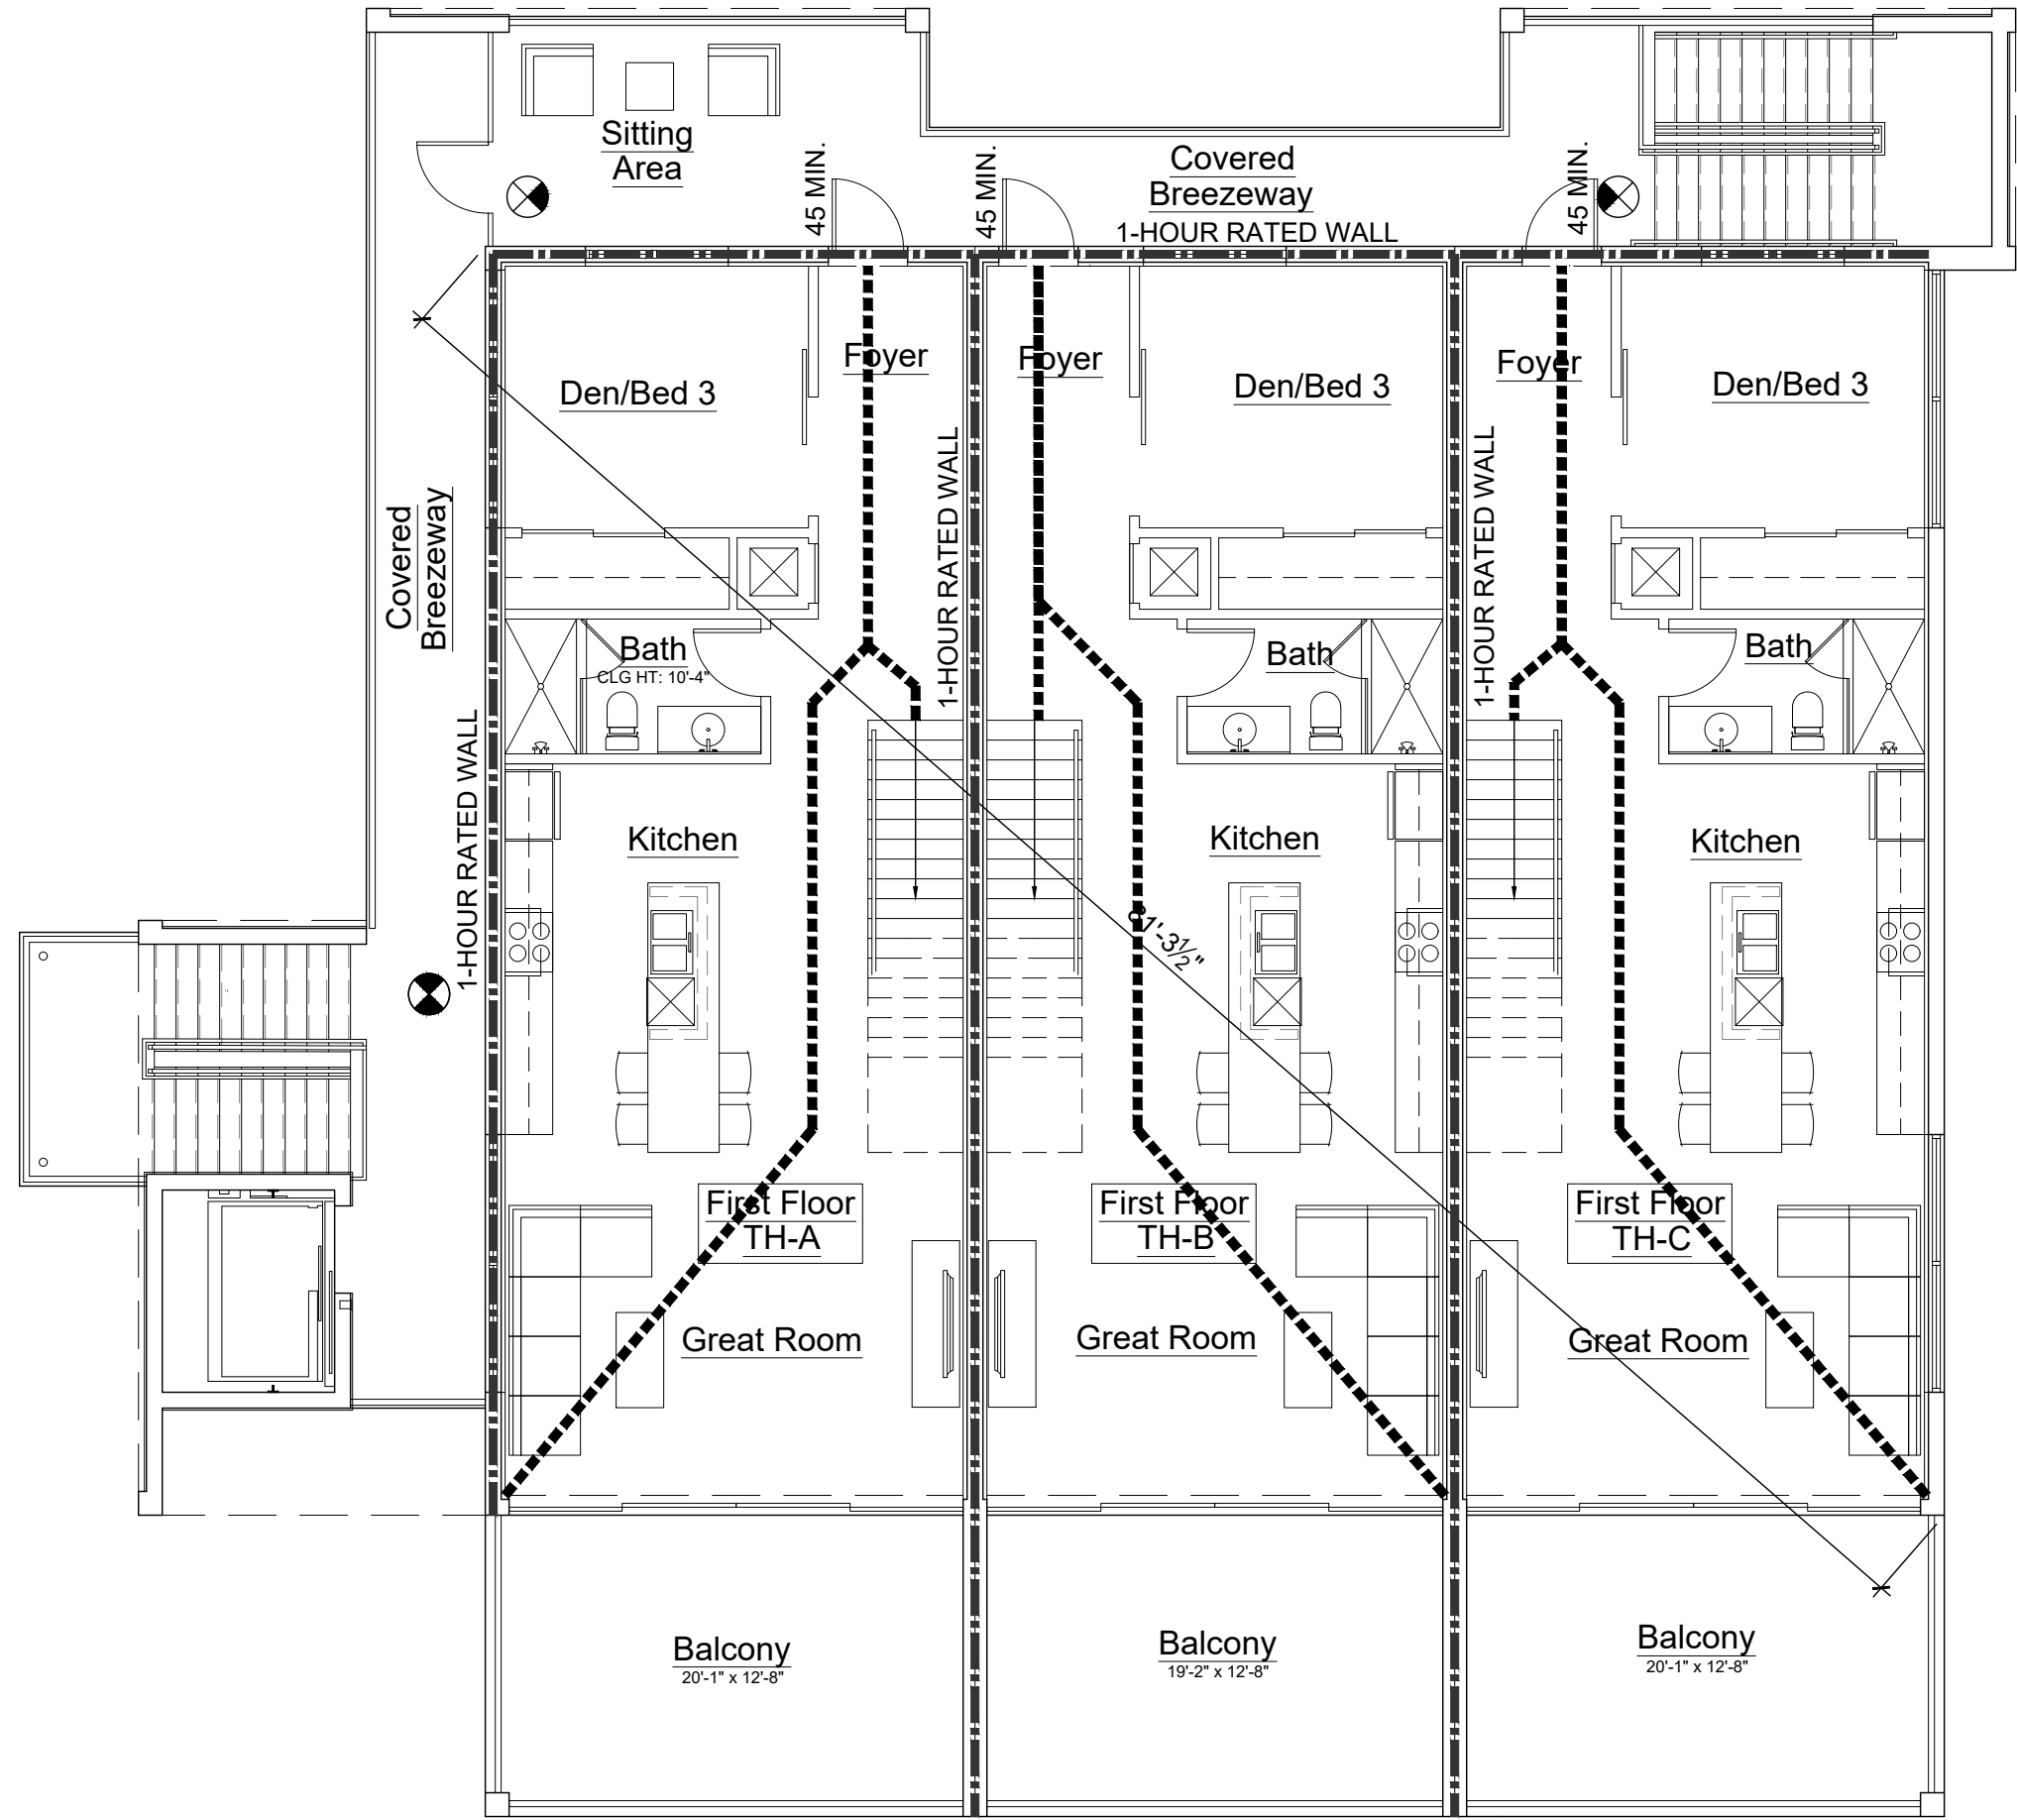 Sitting
Area
45 MIN.
45 MIN.
Covered
Breezeway
45 MIN.
1-HOUR RATED WALL
Foyer
Foyer
Foyer
Den/Bed 3
Den/Bed 3
Den/Bed 3
Covered
Breezeway
1-HOUR RATED WALL
1-HOUR RATED WALL
Bath
CLG HT: 10'-4"
Bath
Bath
1-HOUR RATED WALL
Kitchen
Kitchen
Kitchen
81'-3½"
First Floor
TH-A
First Floor
TH-B
First Floor
TH-C
Great Room
Great Room
Great Room
Balcony
20'-1" x 12'-8"
Balcony
19'-2" x 12'-8"
Balcony
20'-1" x 12'-8"